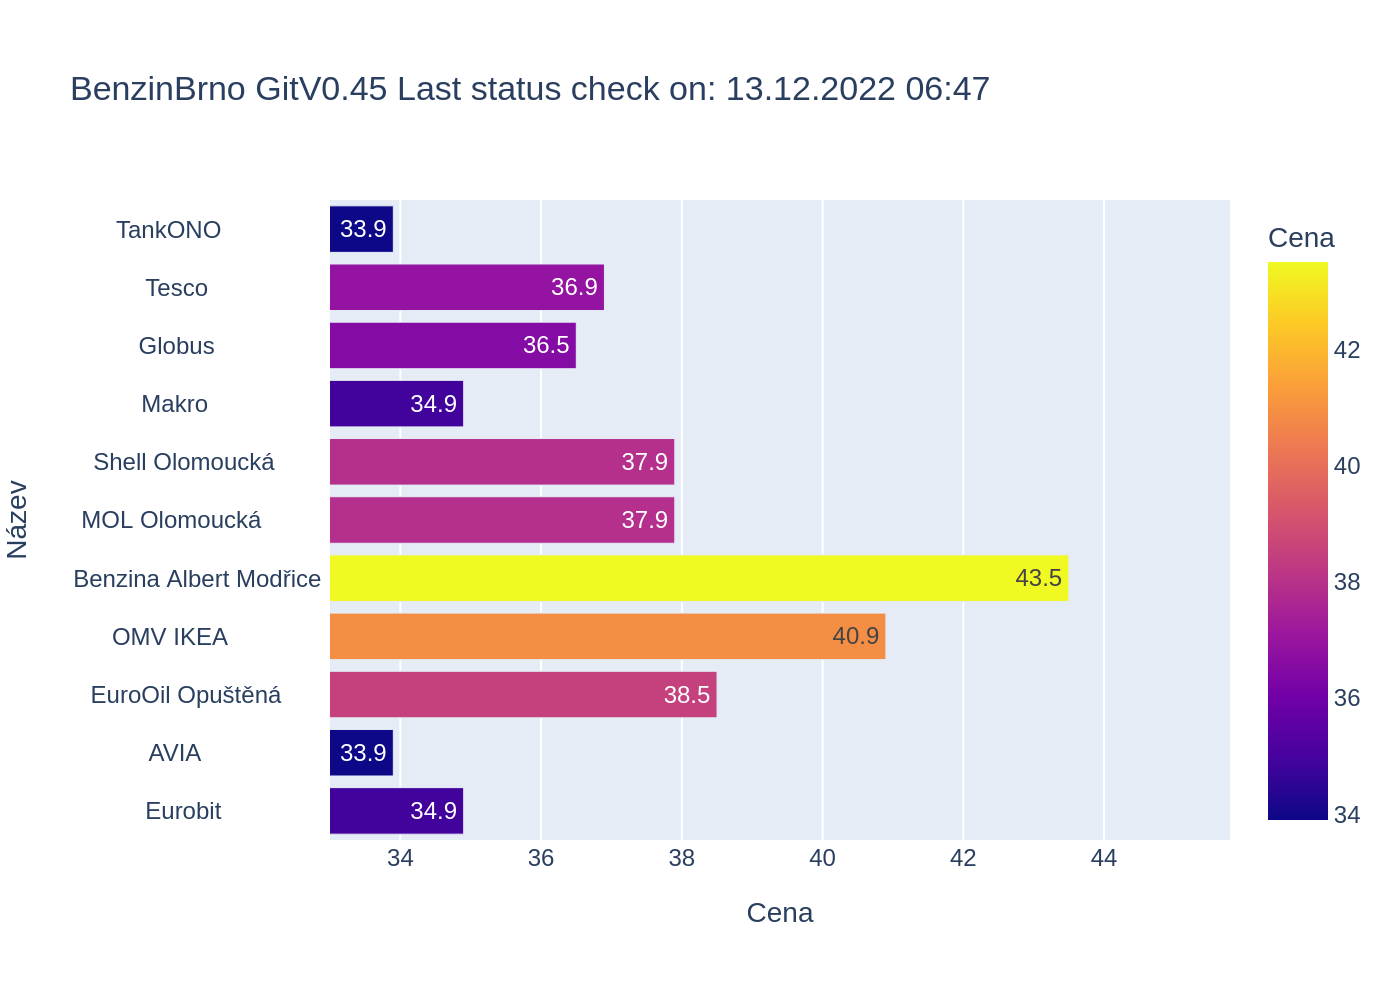 BenzinBrno GitV0.45 Last status check on: 13.12.2022 06:47
Cena
TankONO 33.9
Tesco 36.9
Globus 36.5
Makro 34.9
Shell Olomoucká 37.9
MOL Olomoucká 37.9
Benzina Albert Modřice 43.5
OMV IKEA 40.9
EuroOil Opuštěná 38.5
AVIA 33.9
Eurobit 34.9
Název
34 36 38 40 42 44
Cena
42
40
38
36
34